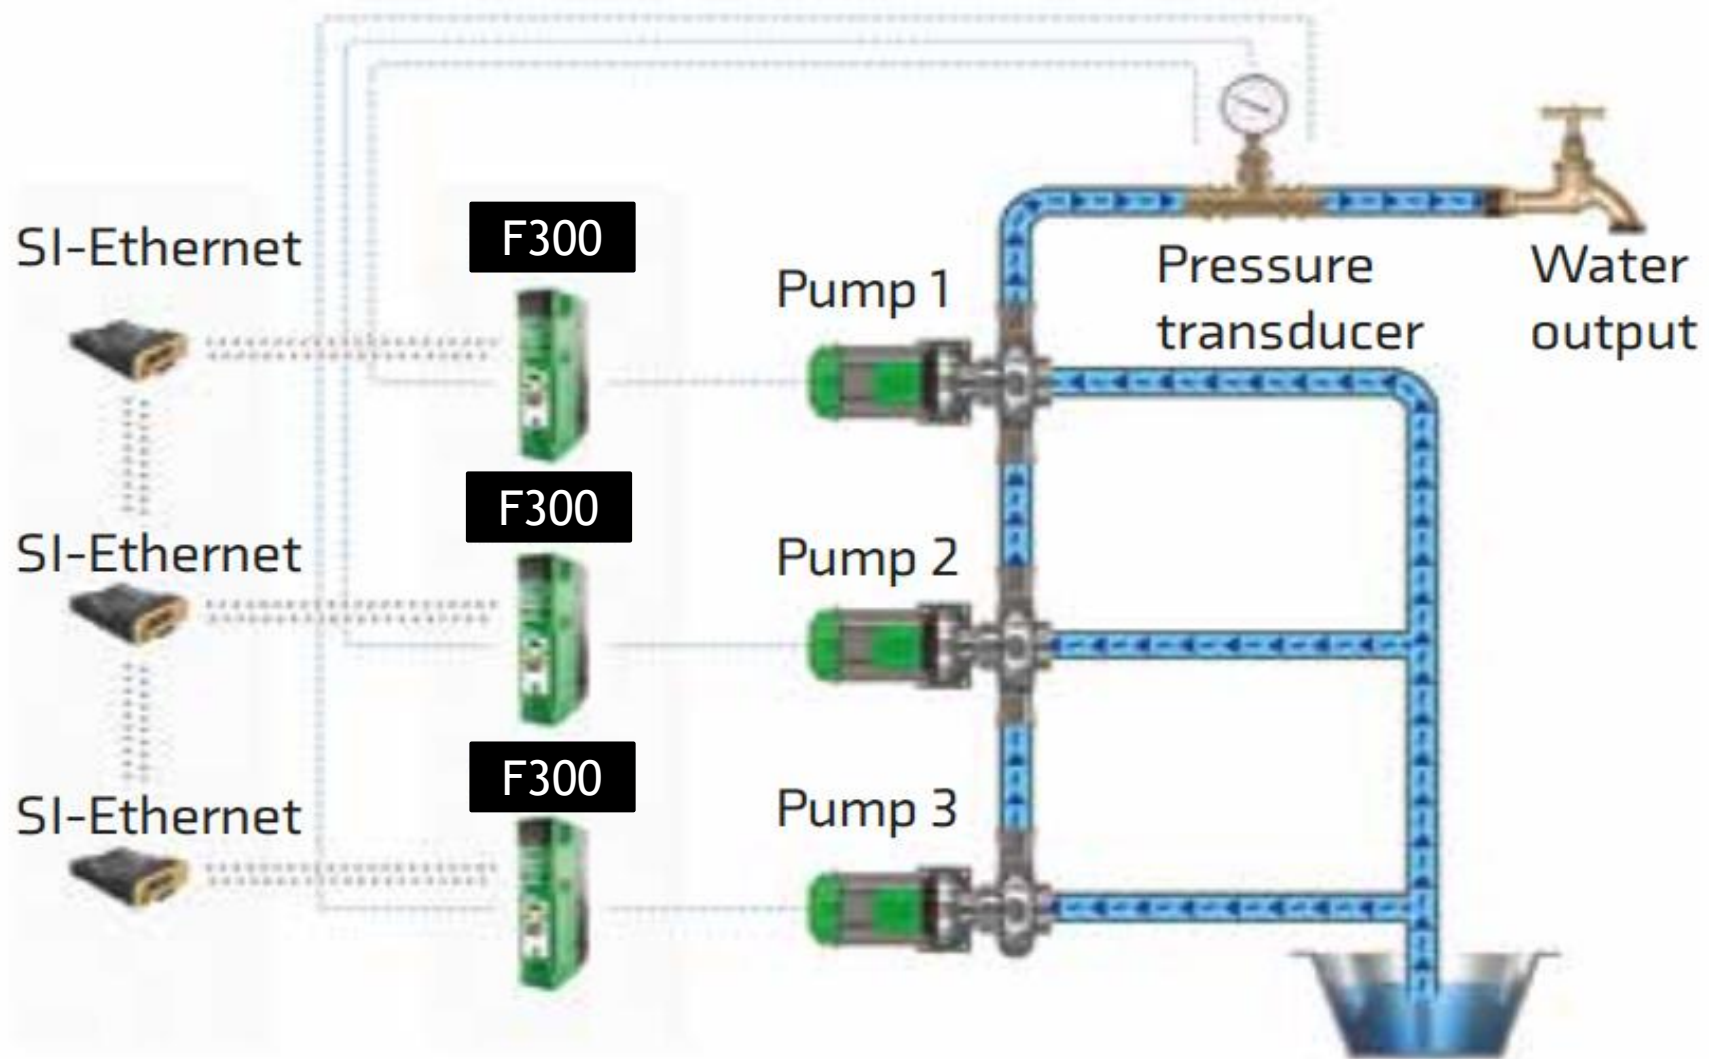 SI-Ethernet
F300
Pump 1
Pressure
transducer
Water
output
SI-Ethernet
F300
Pump 2
SI-Ethernet
F300
Pump 3